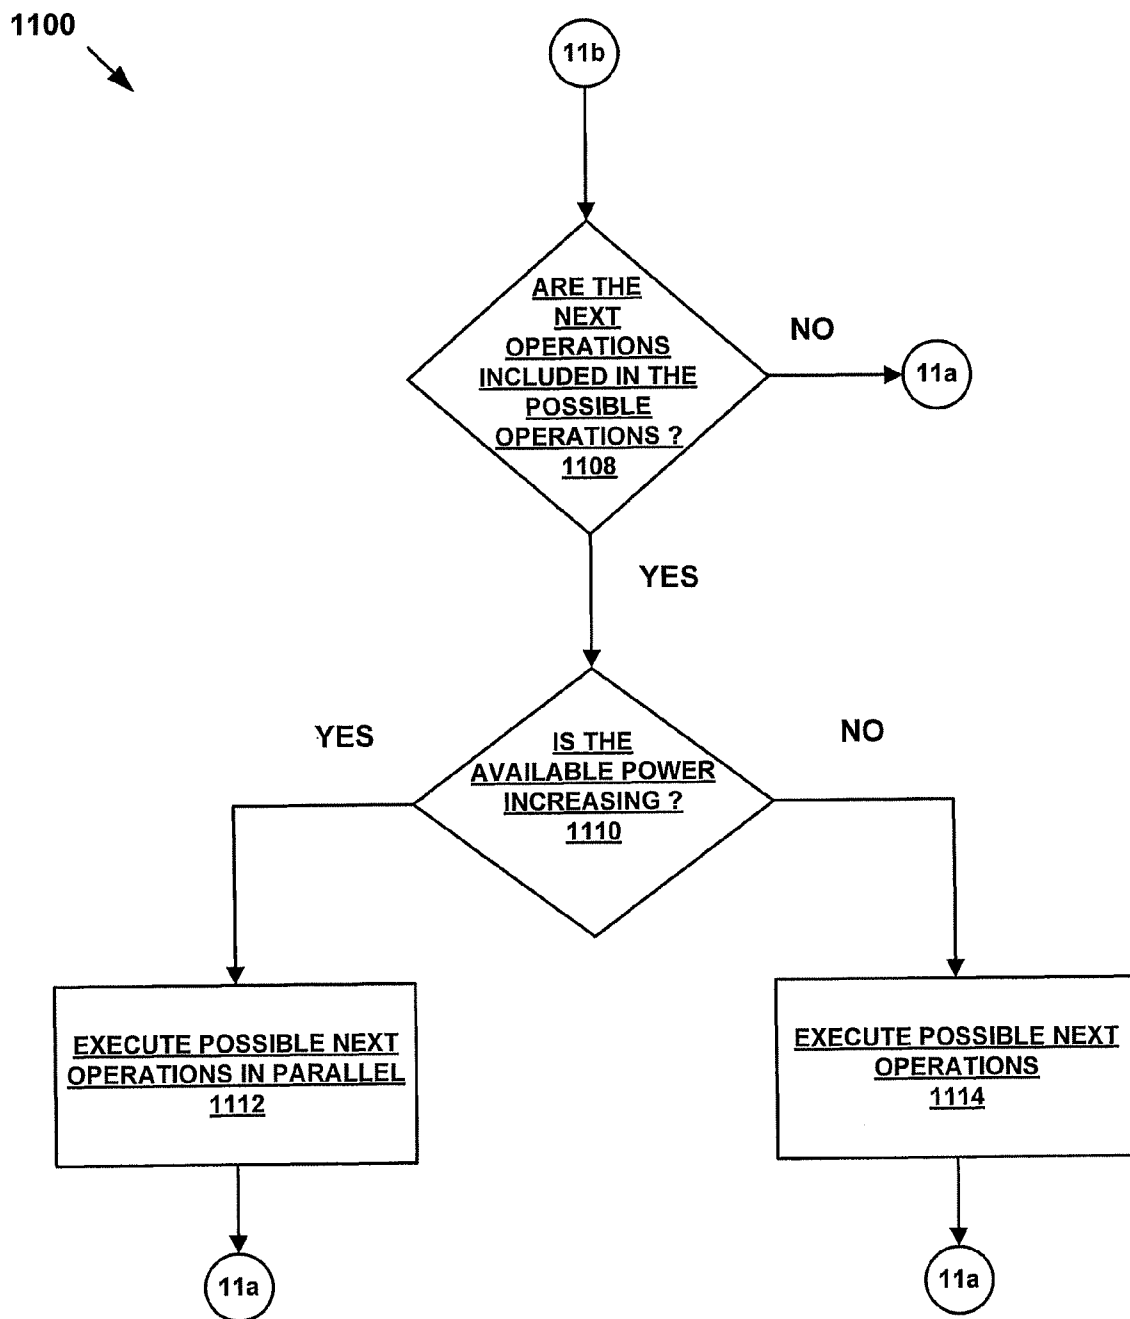 1100
11b
ARE THE
NEXT
OPERATIONS
INCLUDED IN THE
POSSIBLE
OPERATIONS ?
1108
NO
11a
YES
YES
IS THE
AVAILABLE POWER
INCREASING ?
1110
NO
EXECUTE POSSIBLE NEXT
OPERATIONS IN PARALLEL
1112
EXECUTE POSSIBLE NEXT
OPERATIONS
1114
11a
11a